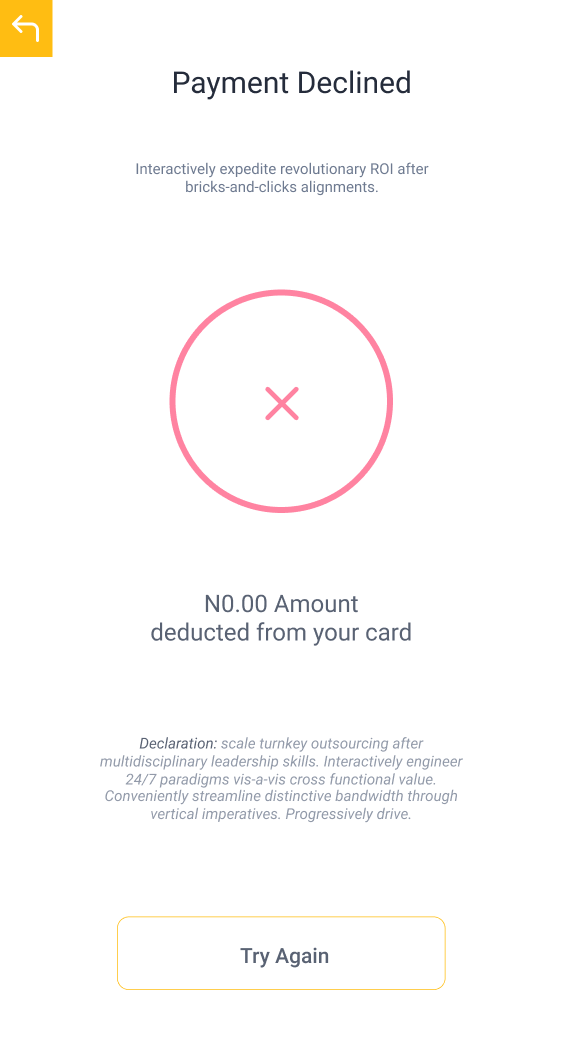 Payment Declined
Interactively expedite revolutionary ROI after
bricks-and-clicks alignments.
N0.00 Amount
deducted from your card
Declaration: scale turnkey outsourcing after
multidisciplinary leadership skills. Interactively engineer
24/7 paradigms vis-a-vis cross functional value.
Conveniently streamline distinctive bandwidth through
vertical imperatives. Progressively drive.
Try Again